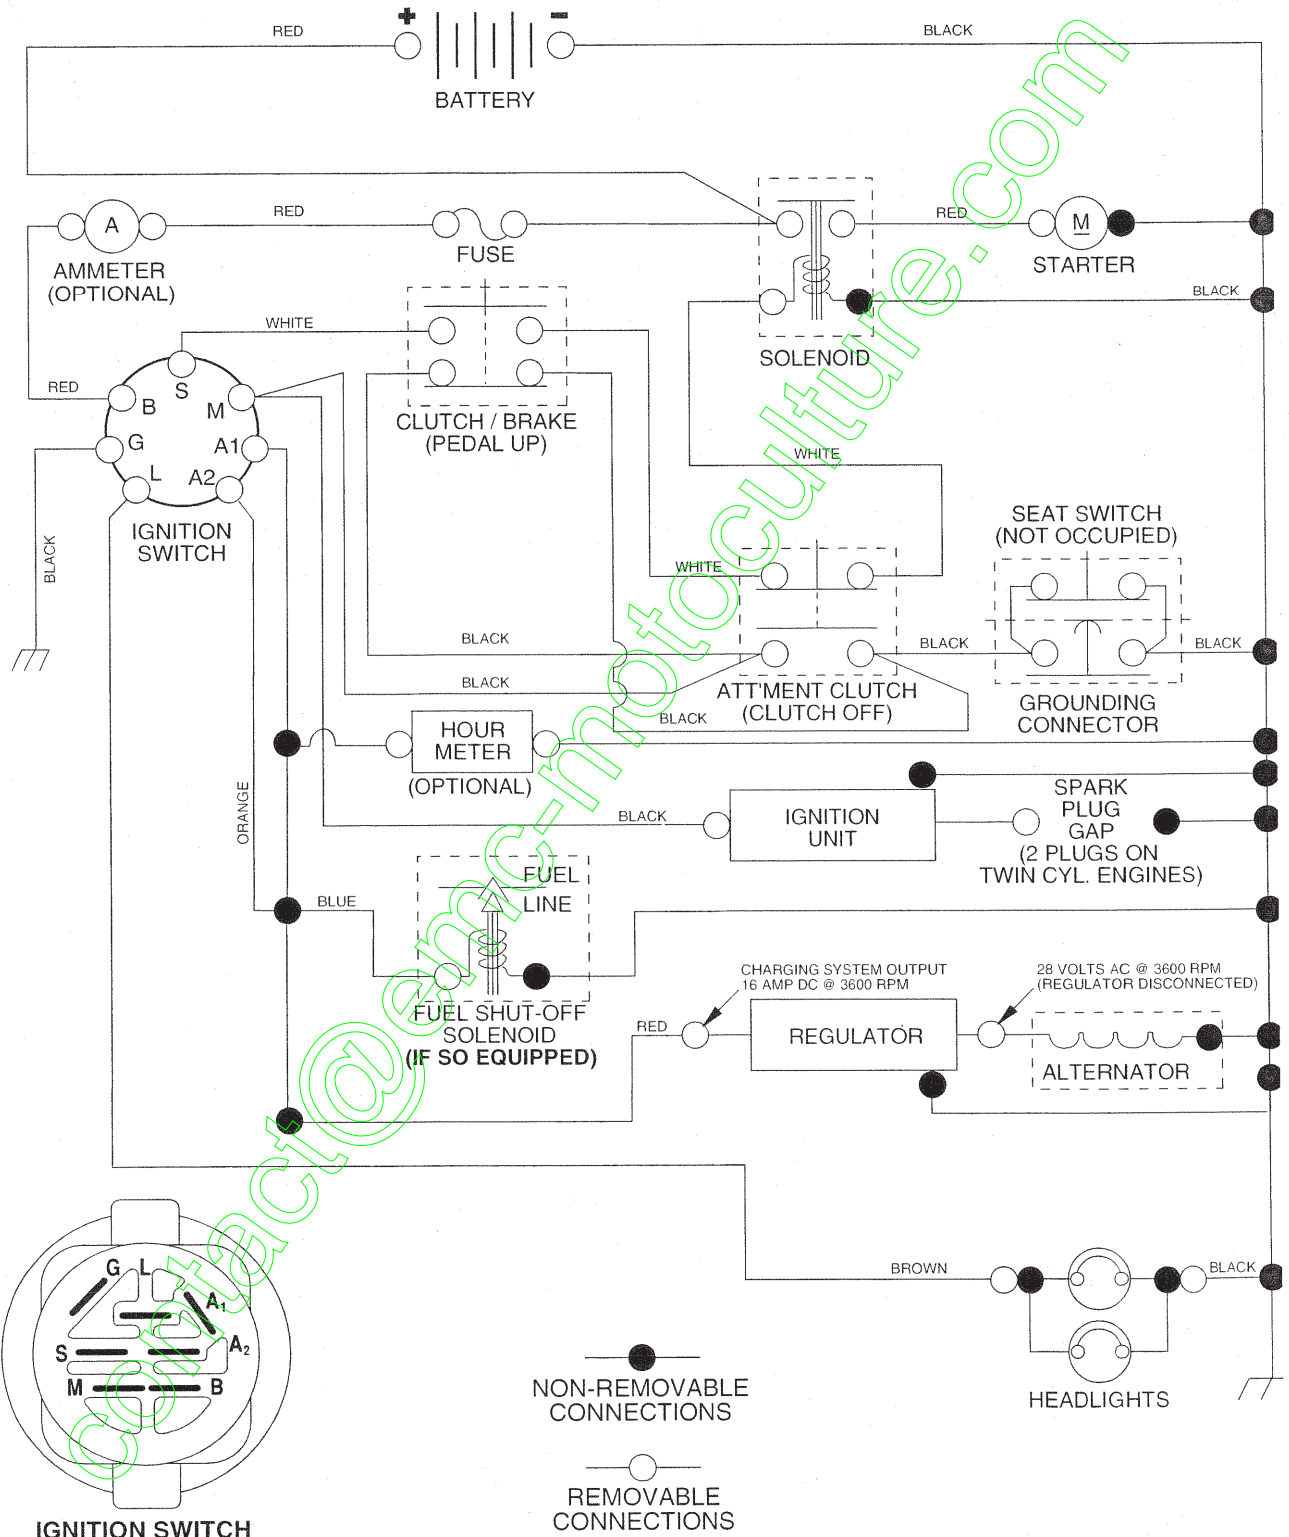 + -
RED
BLACK
BATTERY
A
RED
FUSE
RED
M
STARTER
AMMETER
(OPTIONAL)
BLACK
SOLENOID
WHITE
S
RED
B
M
G
A1
L
A2
IGNITION
SWITCH
CLUTCH / BRAKE
(PEDAL UP)
WHITE
BLACK
SEAT SWITCH
(NOT OCCUPIED)
WHITE
BLACK
BLACK
BLACK
BLACK
ATT'MENT CLUTCH
(CLUTCH OFF)
BLACK
GROUNDING
CONNECTOR
HOUR
METER
(OPTIONAL)
ORANGE
BLACK
IGNITION
UNIT
SPARK
PLUG
GAP
(2 PLUGS ON
TWIN CYL. ENGINES)
FUEL
LINE
BLUE
FUEL SHUT-OFF
SOLENOID
(IF SO EQUIPPED)
CHARGING SYSTEM OUTPUT
16 AMP DC @ 3600 RPM
28 VOLTS AC @ 3600 RPM
(REGULATOR DISCONNECTED)
RED
REGULATOR
ALTERNATOR
BROWN
BLACK
HEADLIGHTS
G L
A1
A2
S
M
B
IGNITION SWITCH
NON-REMOVABLE
CONNECTIONS
REMOVABLE
CONNECTIONS
contact@emc-motoculture.com